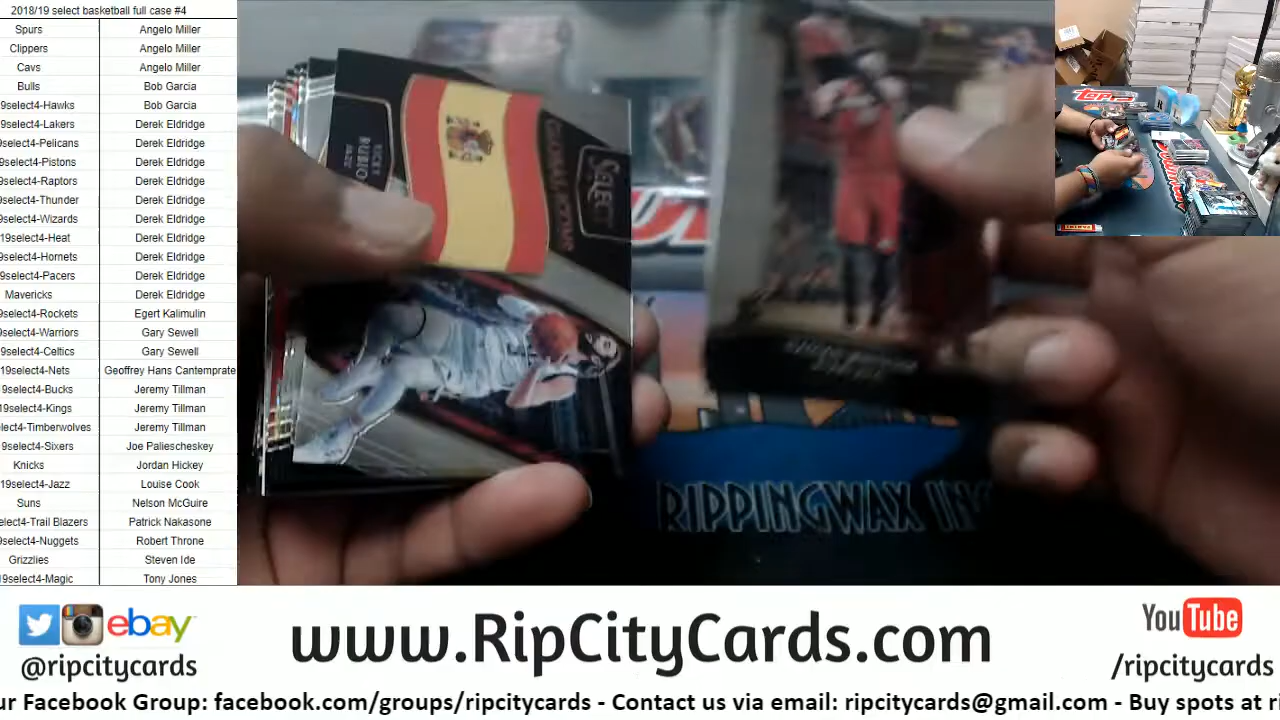 2018/19 select basketball full case #4
Spurs Angelo Miller
Clippers Angelo Miller
Cavs Angelo Miller
Bulls Bob Garcia
9select4-Hawks Bob Garcia
9select4-Lakers Derek Eldridge
9select4-Pelicans Derek Eldridge
9select4-Pistons Derek Eldridge
9select4-Raptors Derek Eldridge
9select4-Thunder Derek Eldridge
9select4-Wizards Derek Eldridge
19select4-Heat Derek Eldridge
9select4-Hornets Derek Eldridge
9select4-Pacers Derek Eldridge
Mavericks Derek Eldridge
9select4-Rockets Egert Kalimulin
9select4-Warriors Gary Sewell
9select4-Celtics Gary Sewell
19select4-Nets Geoffrey Hans Cantemprate
9select4-Bucks Jeremy Tillman
9select4-Kings Jeremy Tillman
elect4-Timberwolves Jeremy Tillman
9select4-Sixers Joe Paliescheskey
Knicks Jordan Hickey
19select4-Jazz Louise Cook
Suns Nelson McGuire
elect4-Trail Blazers Patrick Nakasone
9select4-Nuggets Robert Throne
Grizzlies Steven Ide
19select4-Magic Tony Jones
RICKY
RUBIO
SELECT
RIPPINGWAX IN
ebay
@ripcitycards
www.RipCityCards.com
YouTube
/ripcitycards
ur Facebook Group: facebook.com/groups/ripcitycards - Contact us via email: ripcitycards@gmail.com - Buy spots at ri